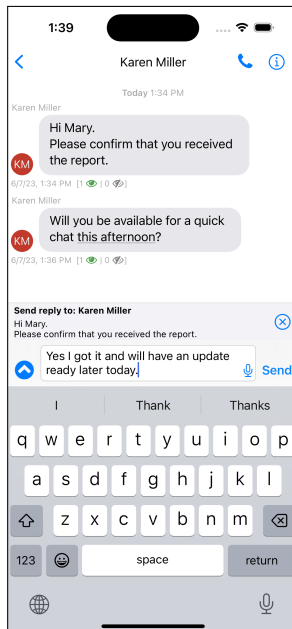 1:39
Karen Miller
Today 1:34 PM
Karen Miller
Hi Mary.
Please confirm that you received
the report.
KM
6/7/23, 1:34 PM [1 | 0 ]
Karen Miller
Will you be available for a quick
chat this afternoon?
KM
6/7/23, 1:36 PM [1 | 0 ]
Send reply to: Karen Miller
Hi Mary.
Please confirm that you received the report.
Yes I got it and will have an update
ready later today.
Send
I Thank Thanks
q w e r t y u i o p
a s d f g h j k l
z x c v b n m
123 space return